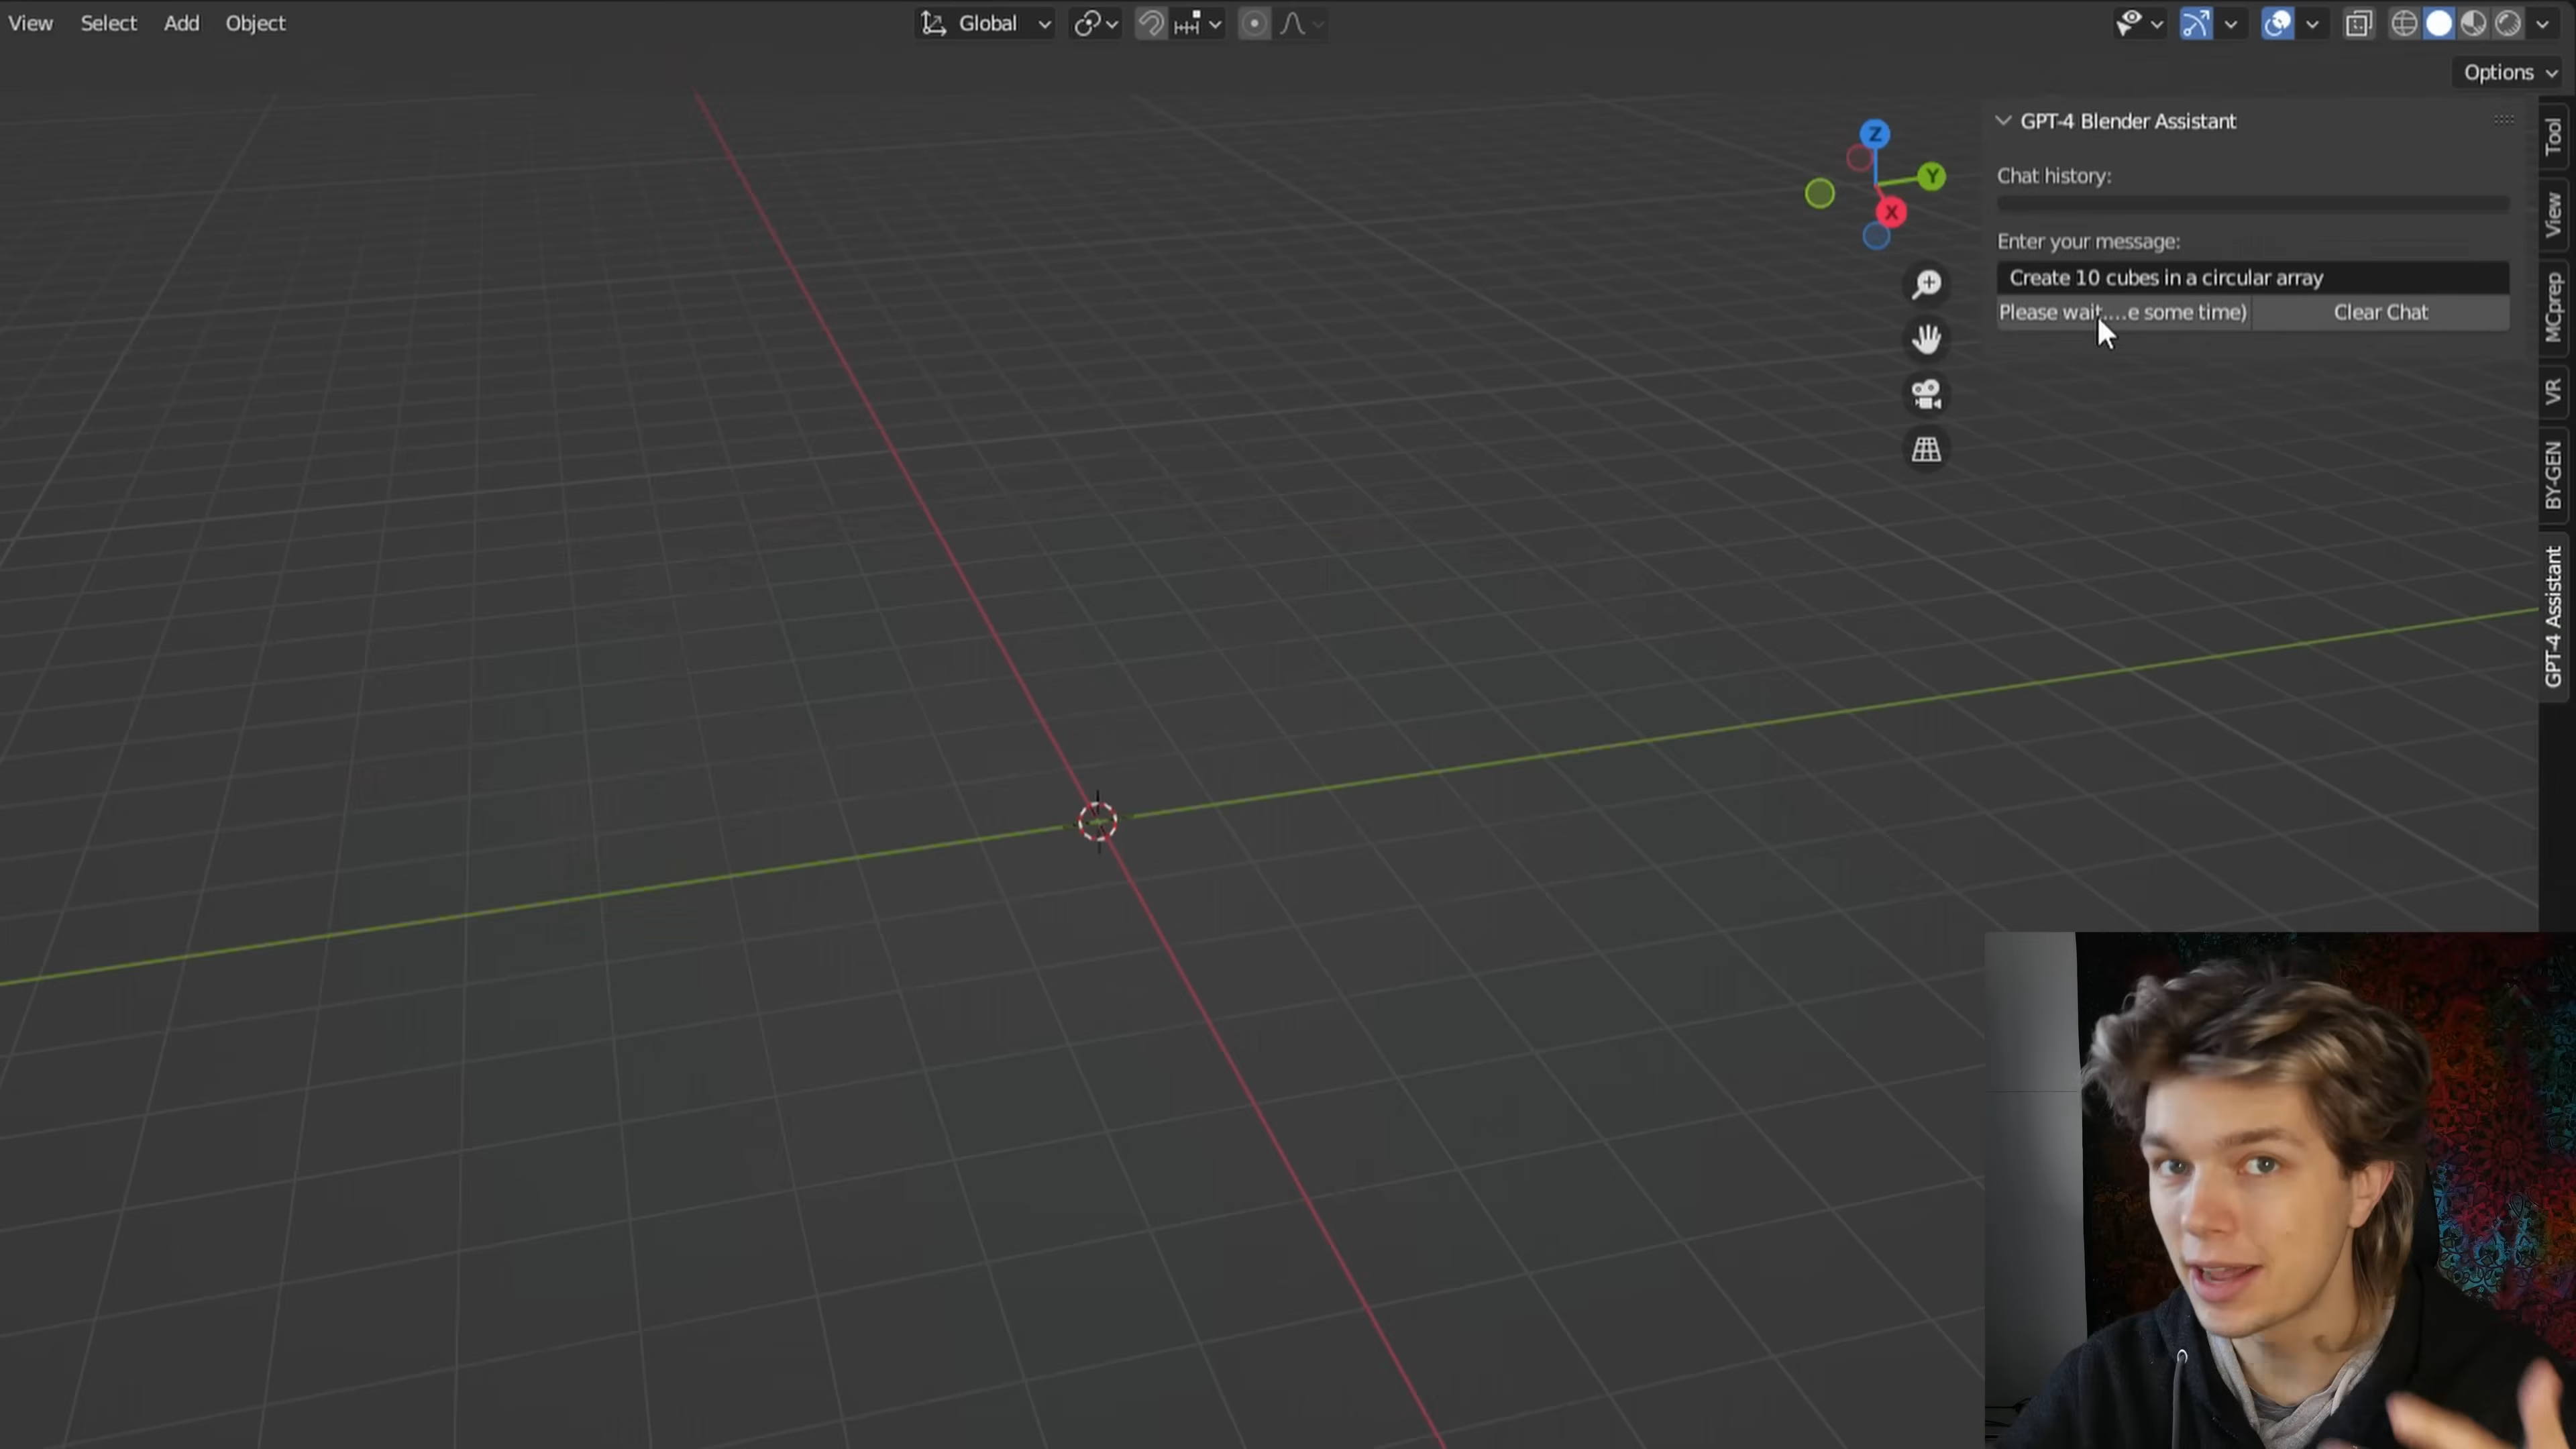 View Select Add Object Global
Options
GPT-4 Blender Assistant
Chat history:
Enter your message:
Create 10 cubes in a circular array
Please wait....e some time) Clear Chat
Z
Y
X
Tool
View
MCprep
VR
BY-GEN
GPT-4 Assistant